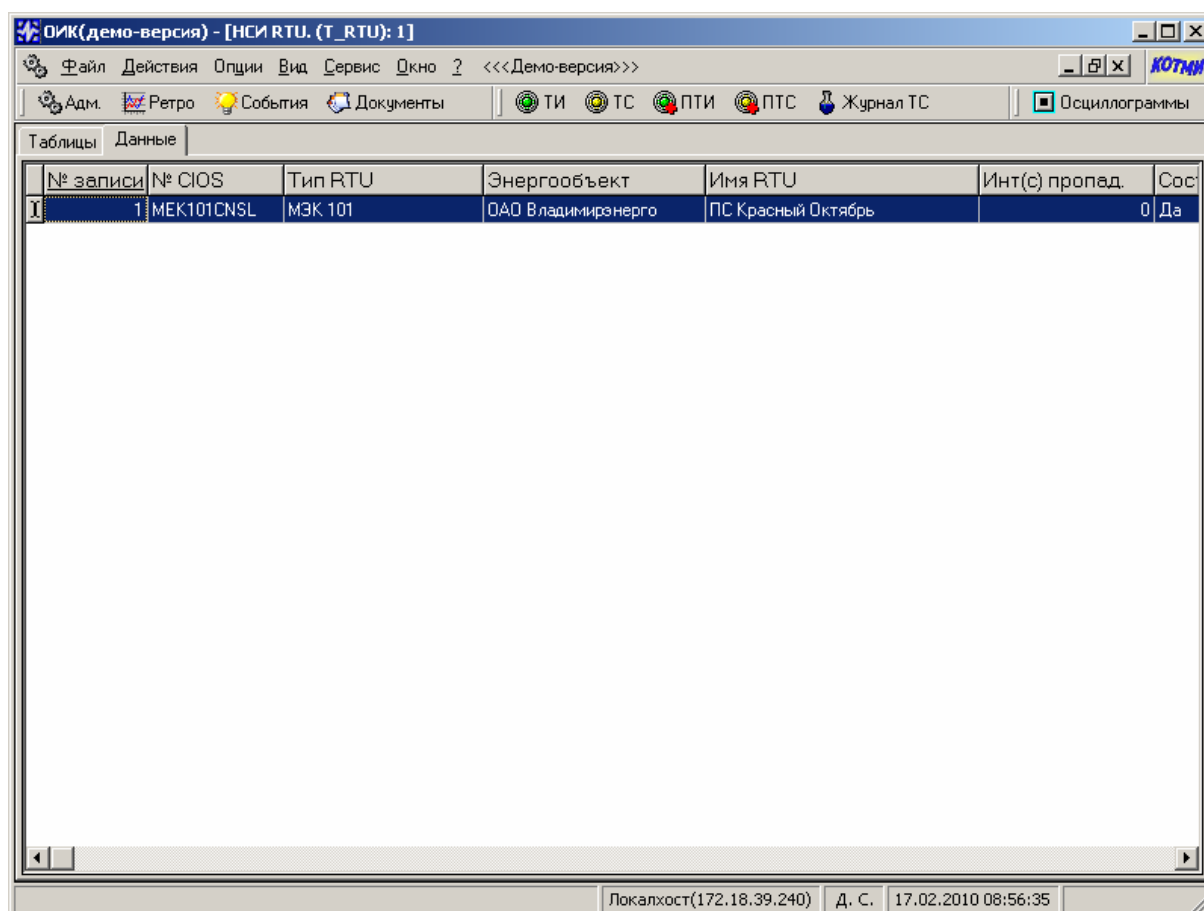 ОИК(демо-версия) - [НСИ RTU. (T_RTU): 1]
Файл Действия Опции Вид Сервис Окно ? <<<Демо-версия>>> КОТМИ
Адм. Ретро События Документы ТИ ТС ПТИ ПТС Журнал ТС Осциллограммы
Таблицы Данные
№ записи № CIOS Тип RTU Энергообъект Имя RTU Инт(с) пропад. Сост
1 MEK101CNSL МЭК 101 ОАО Владимирэнерго ПС Красный Октябрь 0 Да
Локалхост(172.18.39.240) Д. С. 17.02.2010 08:56:35